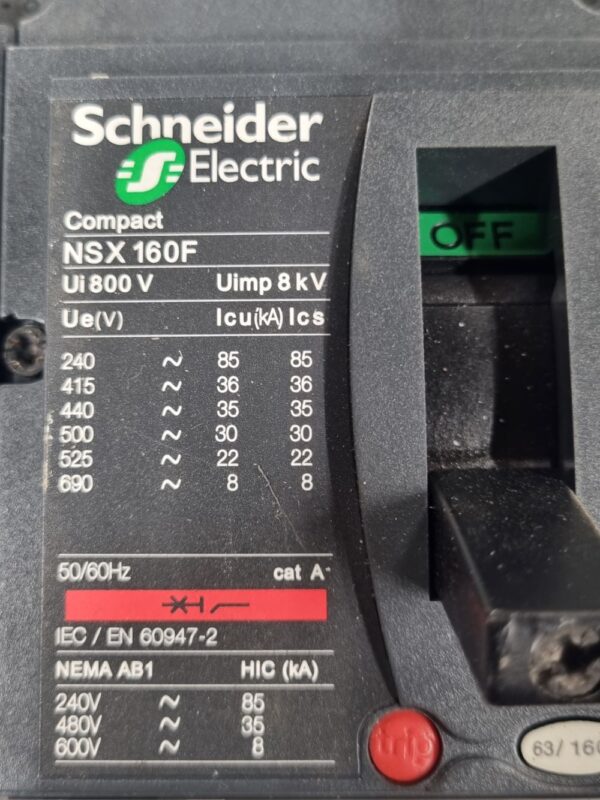 Schneider
Electric
Compact
NSX 160F
Ui 800 V Uimp 8 kV
Ue(V) Icu(kA) Ics
240 ~ 85 85
415 ~ 36 36
440 ~ 35 35
500 ~ 30 30
525 ~ 22 22
690 ~ 8 8
50/60Hz cat A
IEC / EN 60947-2
NEMA AB1 HIC (kA)
240V ~ 85
480V ~ 35
600V ~ 8
OFF
trip
63/ 160